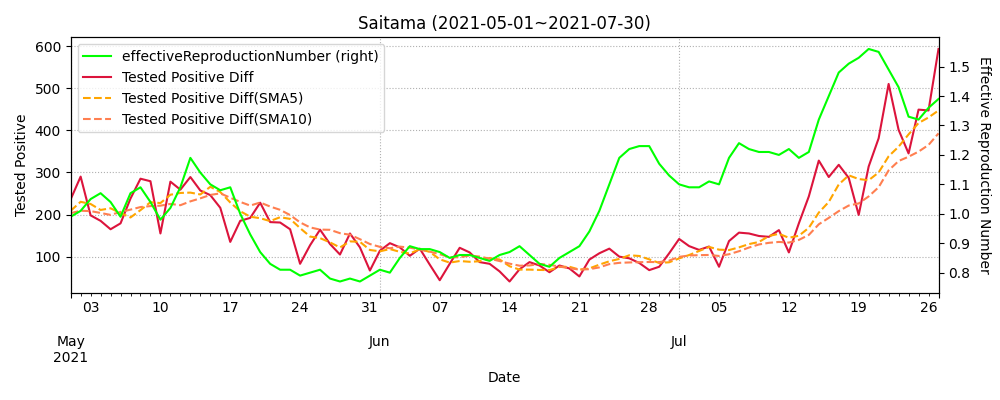 Saitama (2021-05-01~2021-07-30)
effectiveReproductionNumber (right)
Tested Positive Diff
Tested Positive Diff(SMA5)
Tested Positive Diff(SMA10)
Tested Positive
600
500
400
300
200
100
Effective Reproduction Number
1.5
1.4
1.3
1.2
1.1
1.0
0.9
0.8
03 10 17 24 31 07 14 21 28 05 12 19 26
May Jun Jul
2021
Date